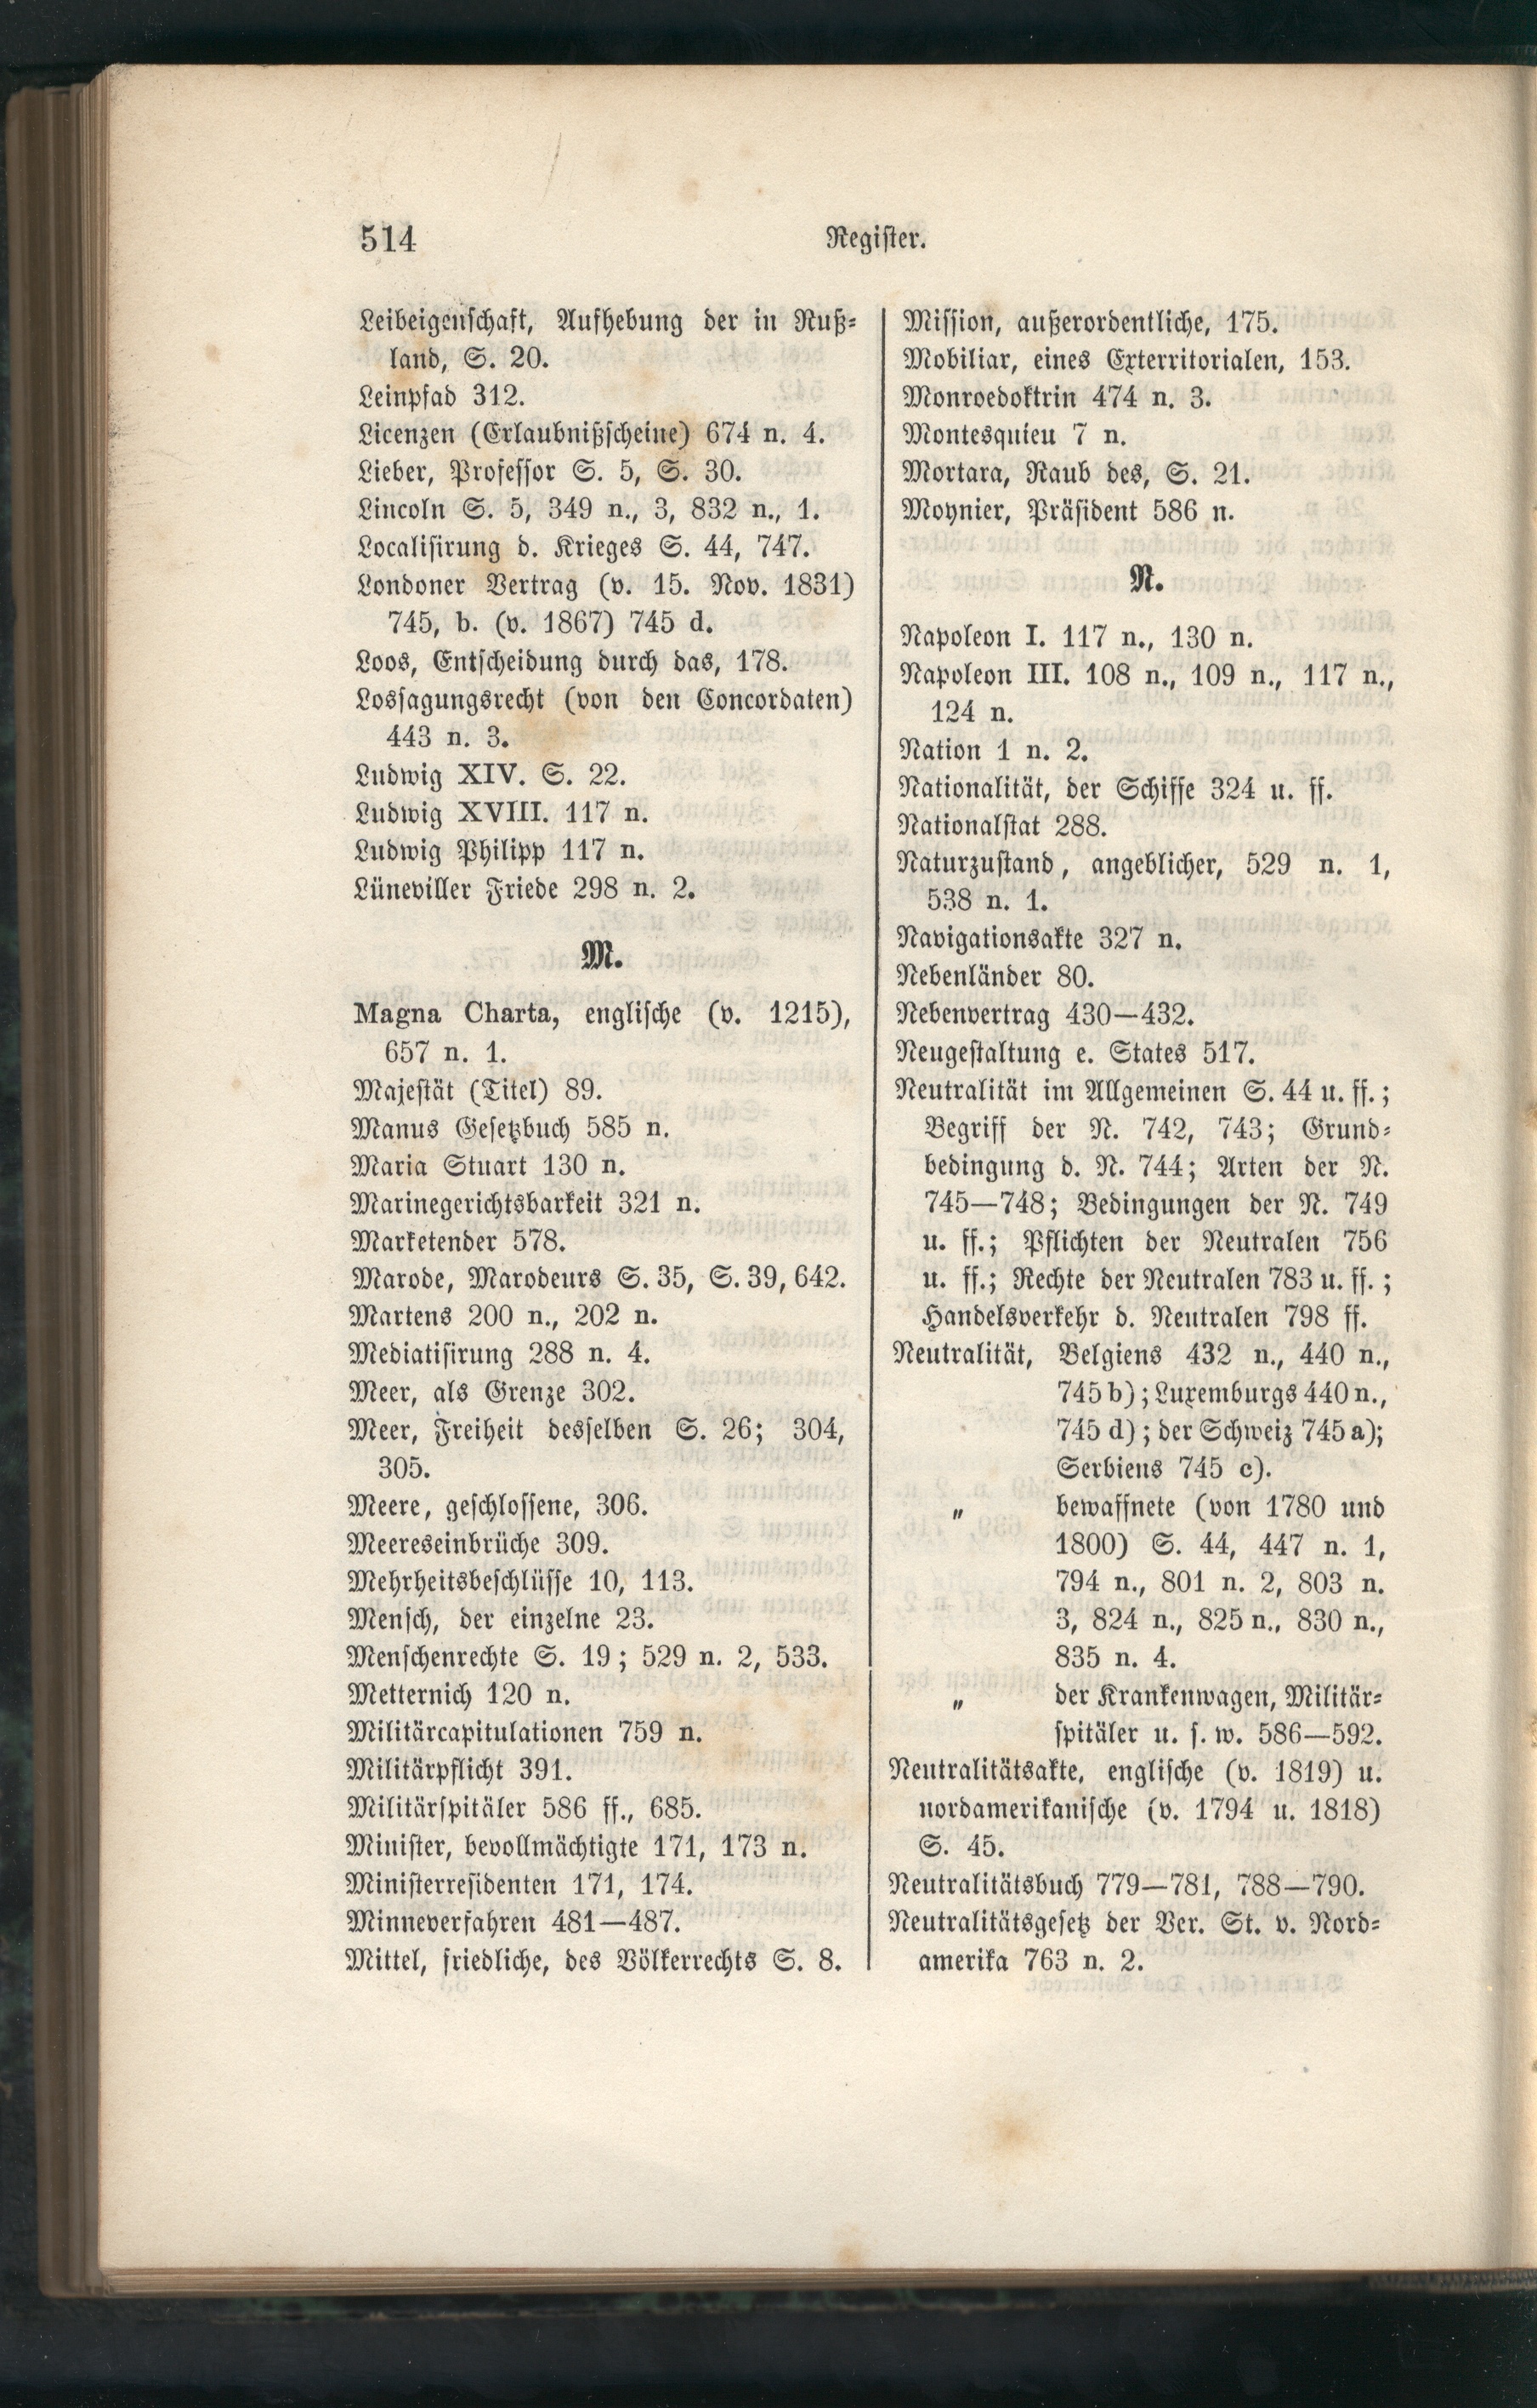 514
Register.
Leibeigenschaft, Aufhebung der in Ruß-
land, S. 20.
Leinpfad 312.
Licenzen (Erlaubnißscheine) 674 n. 4.
Lieber, Professor S. 5, S. 30.
Lincoln S. 5, 349 n., 3, 832 n., 1.
Localisirung d. Krieges S. 44, 747.
Londoner Vertrag (v. 15. Nov. 1831)
745, b. (v. 1867) 745 d.
Loos, Entscheidung durch das, 178.
Lossagungsrecht (von den Concordaten)
443 n. 3.
Ludwig XIV. S. 22.
Ludwig XVIII. 117 n.
Ludwig Philipp 117 n.
Lüneviller Friede 298 n. 2.
M.
Magna Charta, englische (v. 1215),
657 n. 1.
Majestät (Titel) 89.
Manus Gesetzbuch 585 n.
Maria Stuart 130 n.
Marinegerichtsbarkeit 321 n.
Marketender 578.
Marode, Marodeurs S. 35, S. 39, 642.
Martens 200 n., 202 n.
Mediatisirung 288 n. 4.
Meer, als Grenze 302.
Meer, Freiheit desselben S. 26; 304,
305.
Meere, geschlossene, 306.
Meereseinbrüche 309.
Mehrheitsbeschlüsse 10, 113.
Mensch, der einzelne 23.
Menschenrechte S. 19; 529 n. 2, 533.
Metternich 120 n.
Militärcapitulationen 759 n.
Militärpflicht 391.
Militärspitäler 586 ff., 685.
Minister, bevollmächtigte 171, 173 n.
Ministerresidenten 171, 174.
Minneverfahren 481—487.
Mittel, friedliche, des Völkerrechts S. 8.
Mission, außerordentliche, 175.
Mobiliar, eines Exterritorialen, 153.
Monroedoktrin 474 n. 3.
Montesquieu 7 n.
Mortara, Raub des, S. 21.
Moynier, Präsident 586 n.
N.
Napoleon I. 117 n., 130 n.
Napoleon III. 108 n., 109 n., 117 n.,
124 n.
Nation 1 n. 2.
Nationalität, der Schiffe 324 u. ff.
Nationalstat 288.
Naturzustand, angeblicher, 529 n. 1,
538 n. 1.
Navigationsakte 327 n.
Nebenländer 80.
Nebenvertrag 430—432.
Neugestaltung e. States 517.
Neutralität im Allgemeinen S. 44 u. ff.;
Begriff der N. 742, 743; Grund-
bedingung d. N. 744; Arten der N.
745—748; Bedingungen der N. 749
u. ff.; Pflichten der Neutralen 756
u. ff.; Rechte der Neutralen 783 u. ff.;
Handelsverkehr d. Neutralen 798 ff.
Neutralität, Belgiens 432 n., 440 n.,
745 b); Luxemburgs 440 n.,
745 d); der Schweiz 745 a);
Serbiens 745 c).
„ bewaffnete (von 1780 und
1800) S. 44, 447 n. 1,
794 n., 801 n. 2, 803 n.
3, 824 n., 825 n., 830 n.,
835 n. 4.
„ der Krankenwagen, Militär-
spitäler u. s. w. 586—592.
Neutralitätsakte, englische (v. 1819) u.
nordamerikanische (v. 1794 u. 1818)
S. 45.
Neutralitätsbuch 779—781, 788—790.
Neutralitätsgesetz der Ver. St. v. Nord-
amerika 763 n. 2.